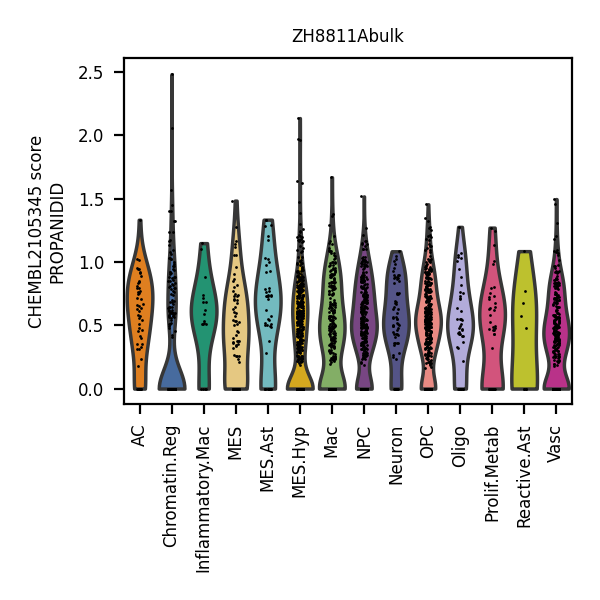 ZH8811Abulk
CHEMBL2105345 score
PROPANIDID
2.5
2.0
1.5
1.0
0.5
0.0
AC
Chromatin.Reg
Inflammatory.Mac
MES
MES.Ast
MES.Hyp
Mac
NPC
Neuron
OPC
Oligo
Prolif.Metab
Reactive.Ast
Vasc